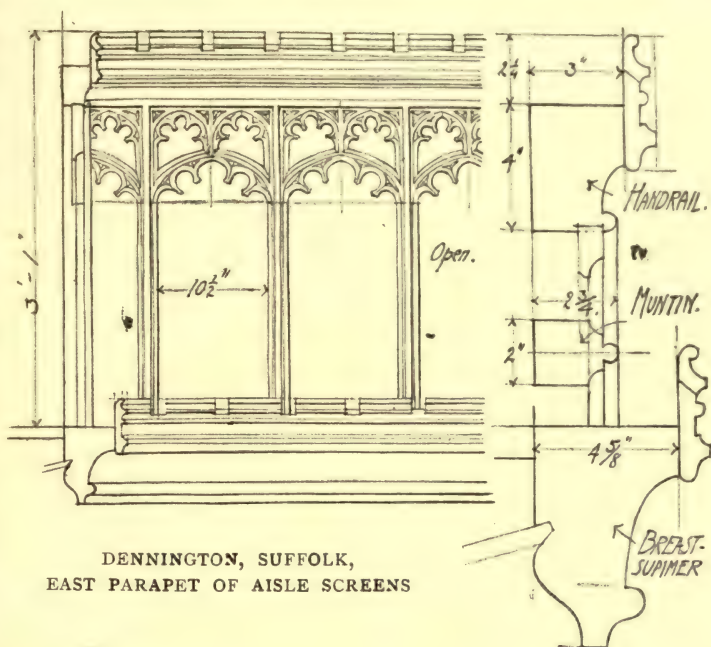 3'-1"
10½"
Open.
2¼
3"
4"
HANDRAIL.
2¾
MUNTIN.
2"
4⅝"
BREAST-
SUMMER
DENNINGTON, SUFFOLK,
EAST PARAPET OF AISLE SCREENS